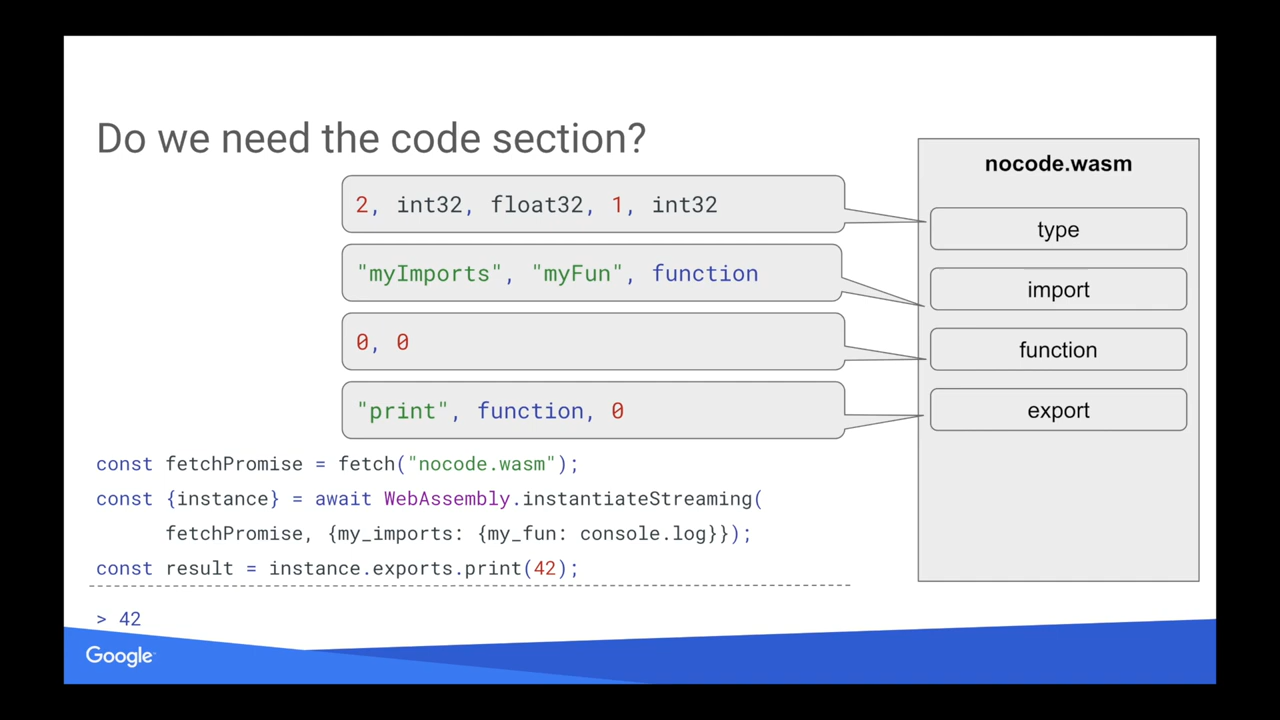 Do we need the code section?
nocode.wasm
2, int32, float32, 1, int32
type
"myImports", "myFun", function
import
0, 0
function
"print", function, 0
export
const fetchPromise = fetch("nocode.wasm");
const {instance} = await WebAssembly.instantiateStreaming(
fetchPromise, {my_imports: {my_fun: console.log}});
const result = instance.exports.print(42);
> 42
Google